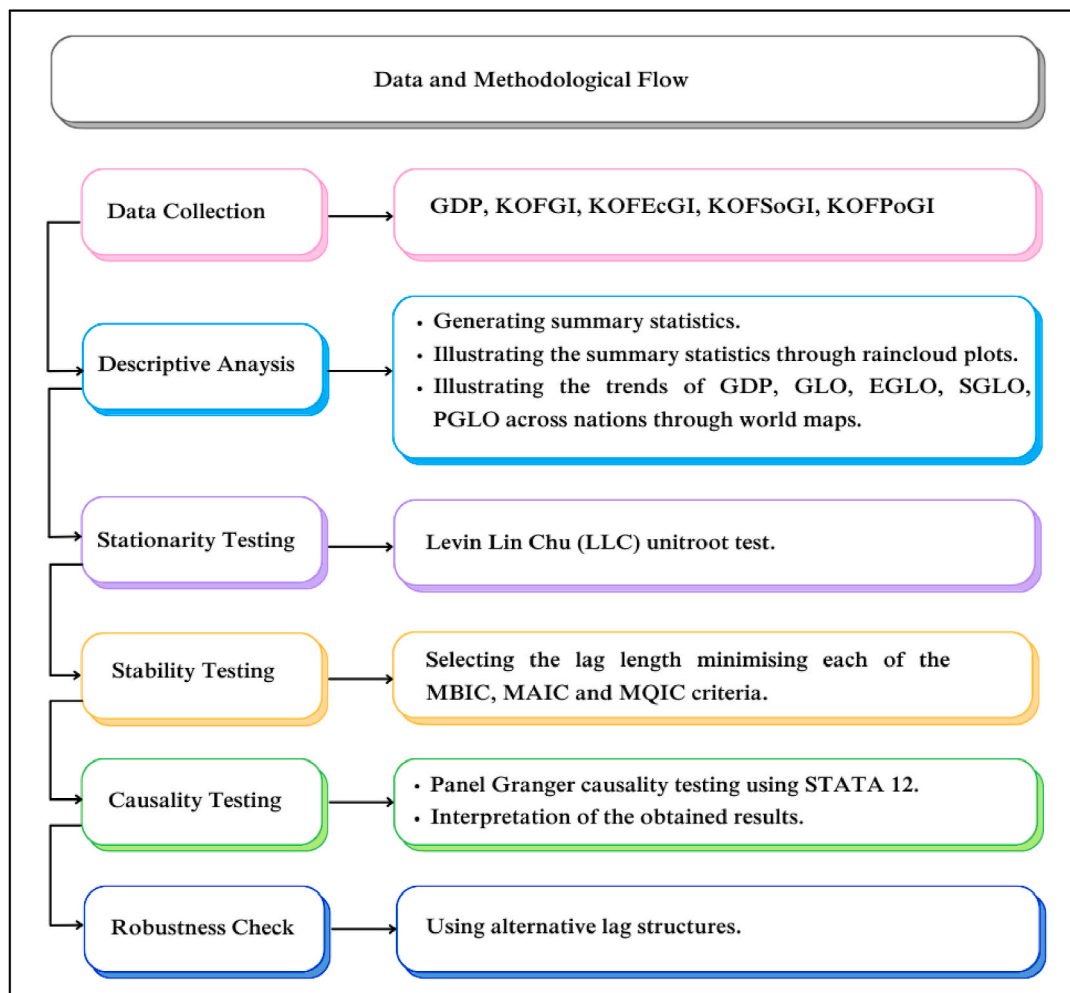 Data and Methodological Flow
Data Collection
GDP, KOFGI, KOFEcGI, KOFSoGI, KOFPoGI
Descriptive Anaysis
• Generating summary statistics.
• Illustrating the summary statistics through raincloud plots.
• Illustrating the trends of GDP, GLO, EGLO, SGLO,
PGLO across nations through world maps.
Stationarity Testing
Levin Lin Chu (LLC) unitroot test.
Stability Testing
Selecting the lag length minimising each of the
MBIC, MAIC and MQIC criteria.
Causality Testing
• Panel Granger causality testing using STATA 12.
• Interpretation of the obtained results.
Robustness Check
Using alternative lag structures.